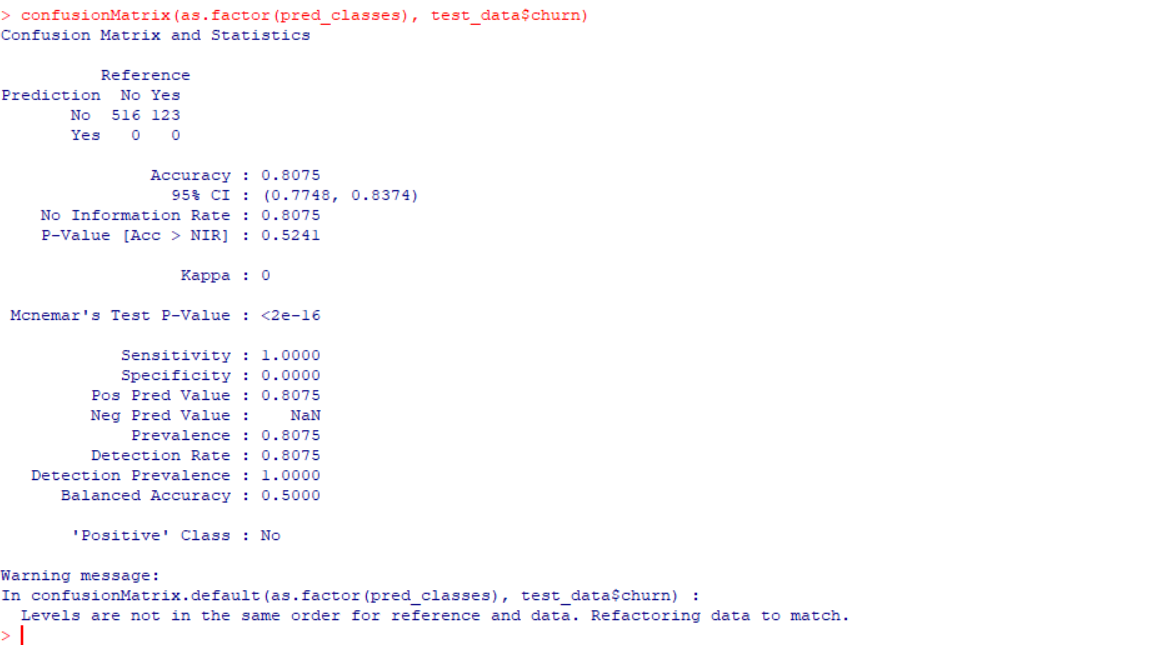 > confusionMatrix(as.factor(pred_classes), test_data$churn)
Confusion Matrix and Statistics
Reference
Prediction No Yes
No 516 123
Yes 0 0
Accuracy : 0.8075
95% CI : (0.7748, 0.8374)
No Information Rate : 0.8075
P-Value [Acc > NIR] : 0.5241
Kappa : 0
Mcnemar's Test P-Value : <2e-16
Sensitivity : 1.0000
Specificity : 0.0000
Pos Pred Value : 0.8075
Neg Pred Value : NaN
Prevalence : 0.8075
Detection Rate : 0.8075
Detection Prevalence : 1.0000
Balanced Accuracy : 0.5000
'Positive' Class : No
Warning message:
In confusionMatrix.default(as.factor(pred_classes), test_data$churn) :
Levels are not in the same order for reference and data. Refactoring data to match.
>